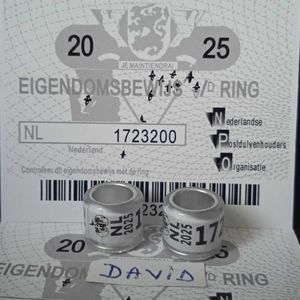 20 25
JE MAINTIENDRAI
EIGENDOMSBEWIJS V/D RING
NL 1723200
Nederland
Nederlandse
Postduivenhouders
Organisatie
N
P
O
Controleer dit eigendomsbewijs met de ring
NL
2025
NL
2025
17
20 25
DAVID